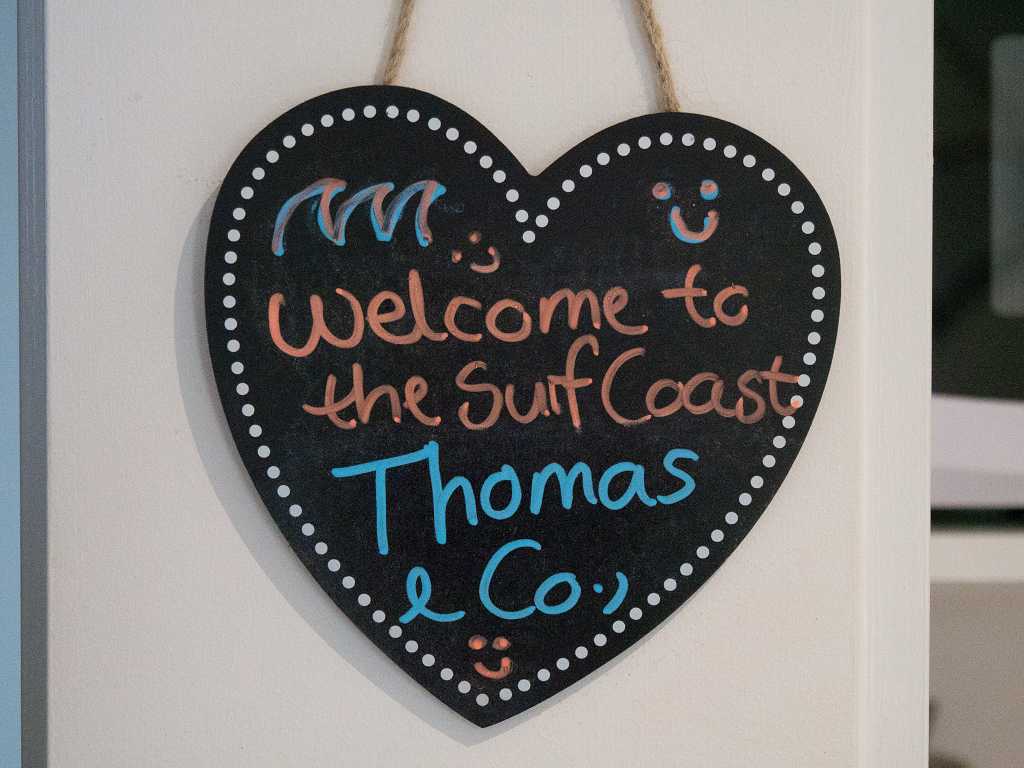 Welcome to
the Surf Coast
Thomas
& Co.,